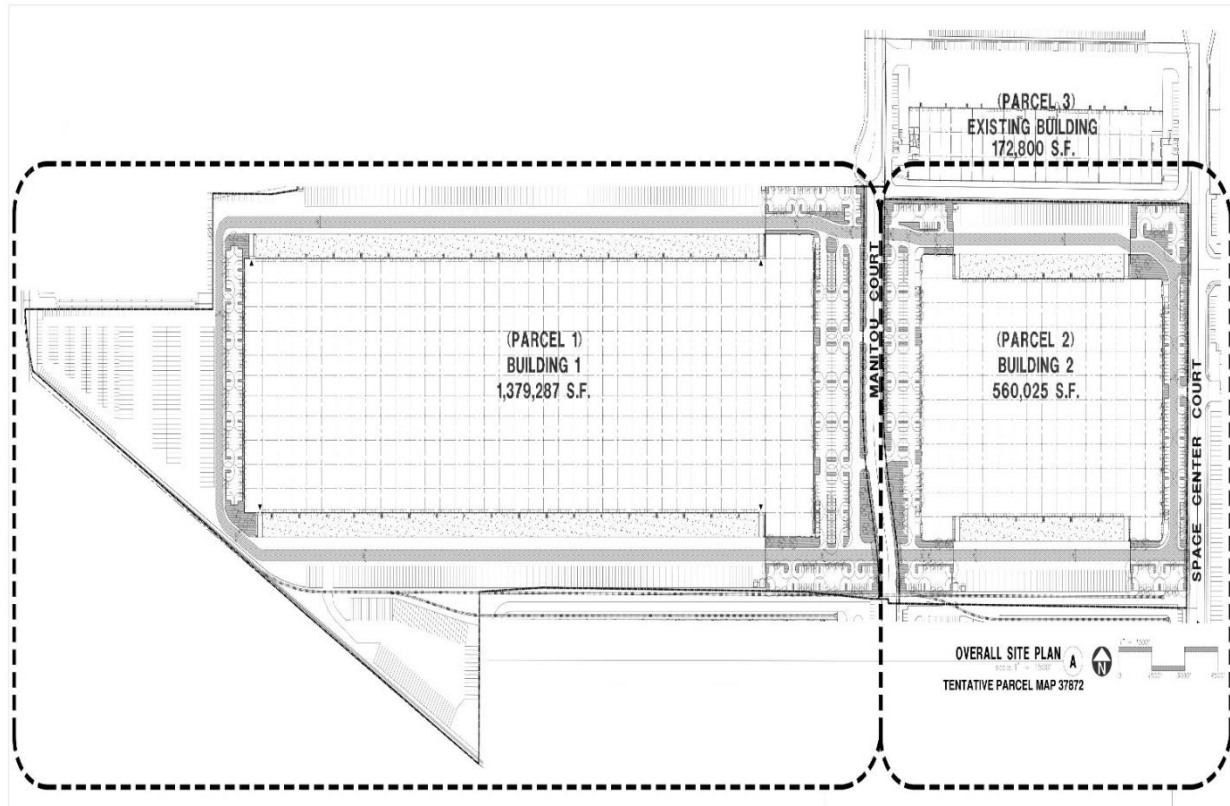 (PARCEL 3)
EXISTING BUILDING
172,800 S.F.
(PARCEL 1)
BUILDING 1
1,379,287 S.F.
MANITOU COURT
(PARCEL 2)
BUILDING 2
560,025 S.F.
SPACE CENTER COURT
OVERALL SITE PLAN
A
N
TENTATIVE PARCEL MAP 37872